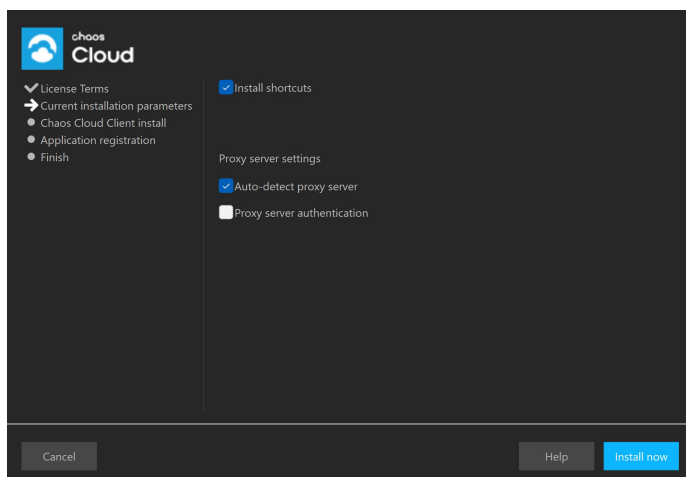 chaos
Cloud
License Terms
Current installation parameters
Chaos Cloud Client install
Application registration
Finish
Install shortcuts
Proxy server settings
Auto-detect proxy server
Proxy server authentication
Cancel
Help
Install now